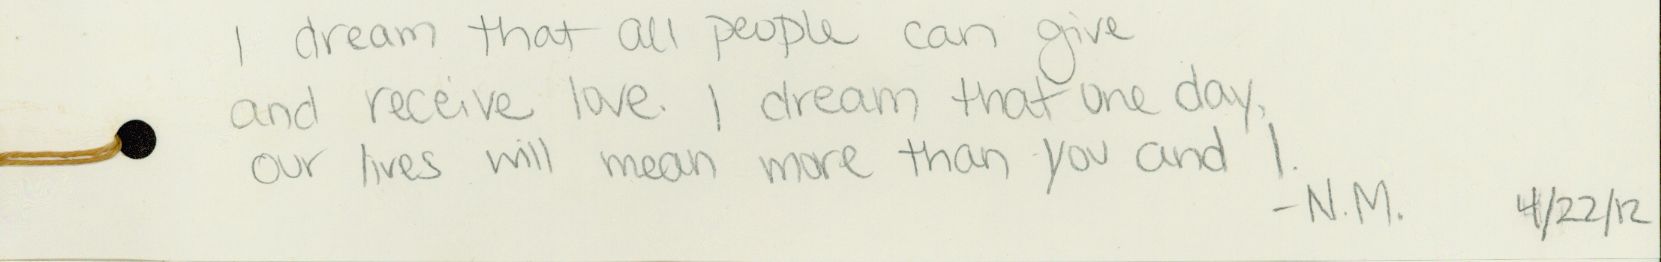 I dream that all people can give
and receive love. I dream that one day,
our lives will mean more than you and I.
-N.M. 4/22/12